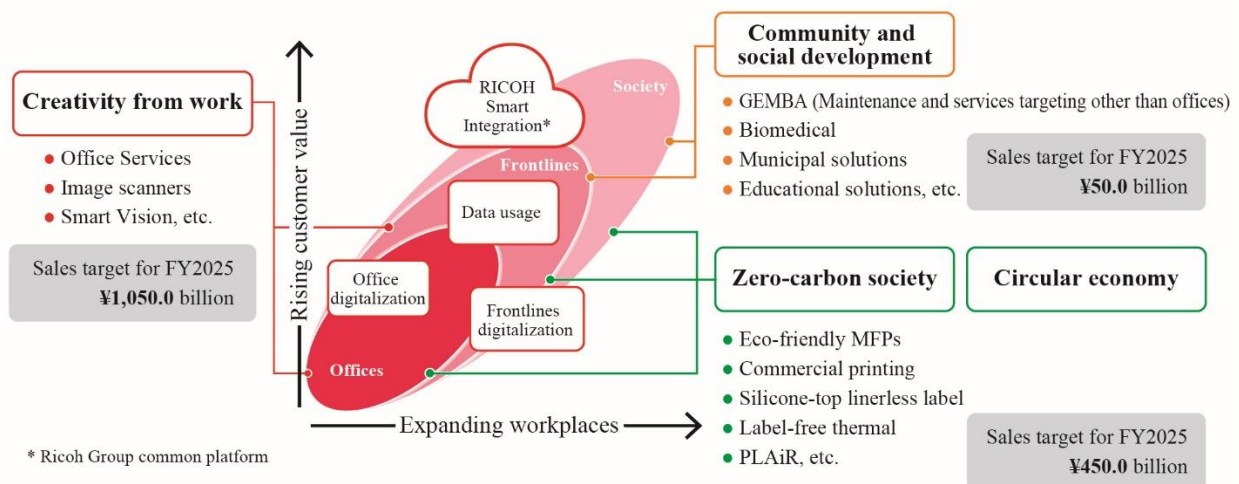 Creativity from work
Office Services
Image scanners
Smart Vision, etc.
Sales target for FY2025
¥1,050.0 billion
Rising customer value
RICOH
Smart
Integration*
Society
Frontlines
Data usage
Office
digitalization
Frontlines
digitalization
Offices
Expanding workplaces
Community and
social development
GEMBA (Maintenance and services targeting other than offices)
Biomedical
Municipal solutions
Educational solutions, etc.
Sales target for FY2025
¥50.0 billion
Zero-carbon society
Circular economy
Eco-friendly MFPs
Commercial printing
Silicone-top linerless label
Label-free thermal
PLAiR, etc.
Sales target for FY2025
¥450.0 billion
* Ricoh Group common platform